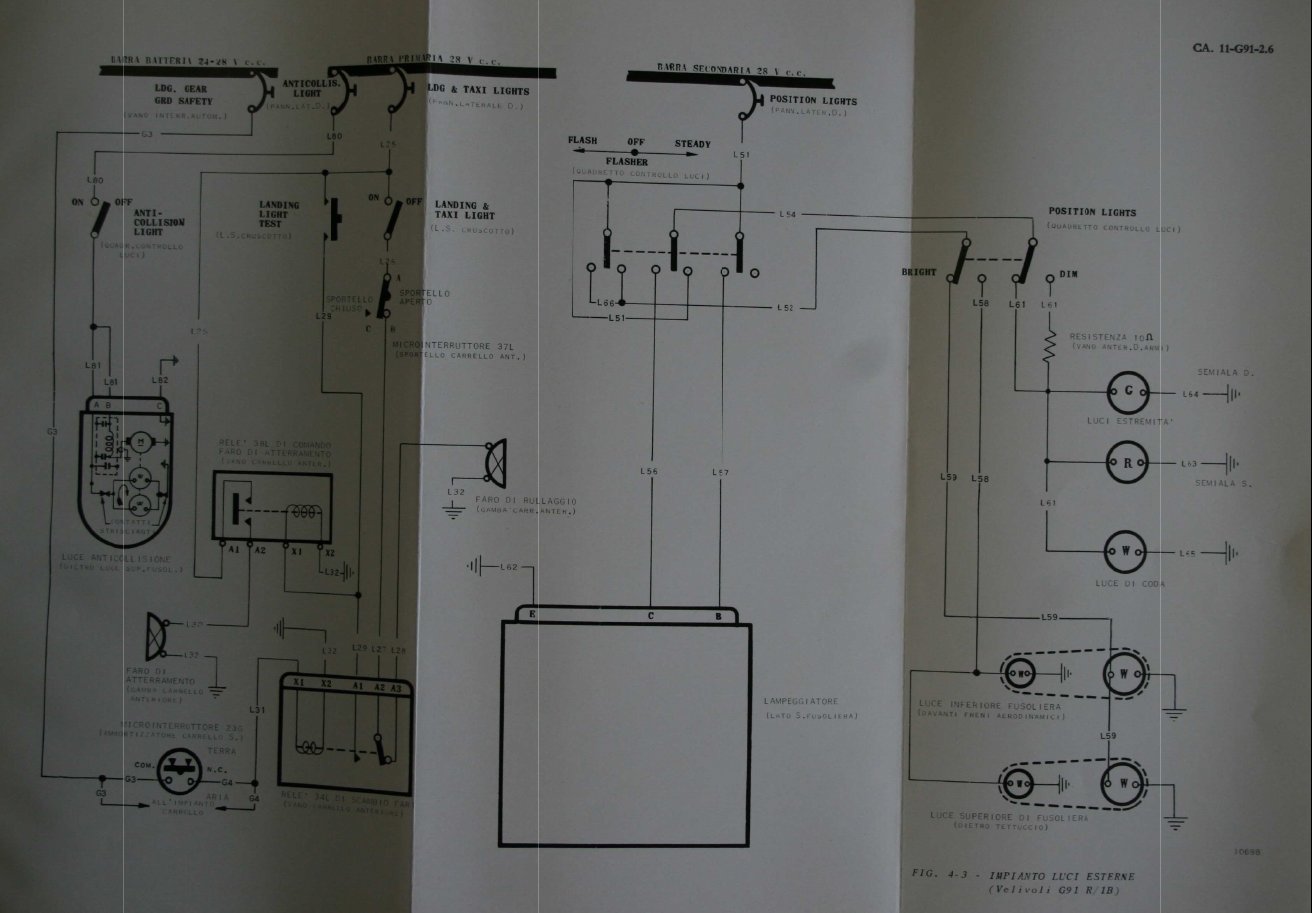 CA. 11-G91-2.6
BARRA BATTERIA 24-28 V c.c.
BARRA PRIMARIA 28 V c.c.
BARRA SECONDARIA 28 V c.c.
LDG. GEAR
GRD SAFETY
(VANO INTERR.AUTOM.)
ANTICOLLIS.
LIGHT
(PANN.LAT.D.)
LDG & TAXI LIGHTS
(PANN.LATERALE D.)
POSITION LIGHTS
(PANN.LATER.D.)
G3
L80
L25
L51
FLASH
OFF
STEADY
FLASHER
(QUADRETTO CONTROLLO LUCI)
L80
ON
OFF
ANTI-
COLLISION
LIGHT
(QUADR.CONTROLLO
LUCI)
LANDING
LIGHT
TEST
(L.S. CRUSCOTTO)
ON
OFF
LANDING &
TAXI LIGHT
(L.S. CRUSCOTTO)
L54
POSITION LIGHTS
(QUADRETTO CONTROLLO LUCI)
L26
A
SPORTELLO
CHIUSO
SPORTELLO
APERTO
C
B
MICROINTERRUTTORE 37L
(SPORTELLO CARRELLO ANT.)
L25
L29
L66
L51
L52
BRIGHT
DIM
L58
L61
L61
RESISTENZA 10Ω
(VANO ANTER.D.ARMI)
L81
L81
L82
A
B
C
M
W
W
CONTATTI
STRISCIANTI
LUCE ANTICOLLISIONE
(DIETRO LUCE SUP.FUSOL.)
G3
RELE' 38L DI COMANDO
FARO DI ATTERRAMENTO
(VANO CARRELLO ANTER.)
A1
A2
X1
X2
L32
L32
FARO DI RULLAGGIO
(GAMBA CARR.ANTER.)
L56
L57
L59
L58
SEMIALA D.
G
L64
LUCI ESTREMITA'
R
L63
SEMIALA S.
L61
W
L65
LUCE DI CODA
L62
E
C
B
LAMPEGGIATORE
(LATO S.FUSOLIERA)
L32
FARO DI
ATTERRAMENTO
(GAMBA CARRELLO
ANTERIORE)
L32
L29
L27
L28
X1
X2
A1
A2
A3
L31
RELE' 34L DI SCAMBIO FAR
(VANO CARRELLO ANTERIORE)
MICROINTERRUTTORE 23G
(AMMORTIZZATORE CARRELLO S.)
TERRA
COM.
N.C.
ARIA
G3
G4
G3
G4
ALL'IMPIANTO
CARRELLO
L59
W
W
LUCE INFERIORE FUSOLIERA
(DAVANTI FRENI AERODINAMICI)
L59
W
W
LUCE SUPERIORE DI FUSOLIERA
(DIETRO TETTUCCIO)
10698
FIG. 4-3 - IMPIANTO LUCI ESTERNE
(Velivoli G91 R/1B)